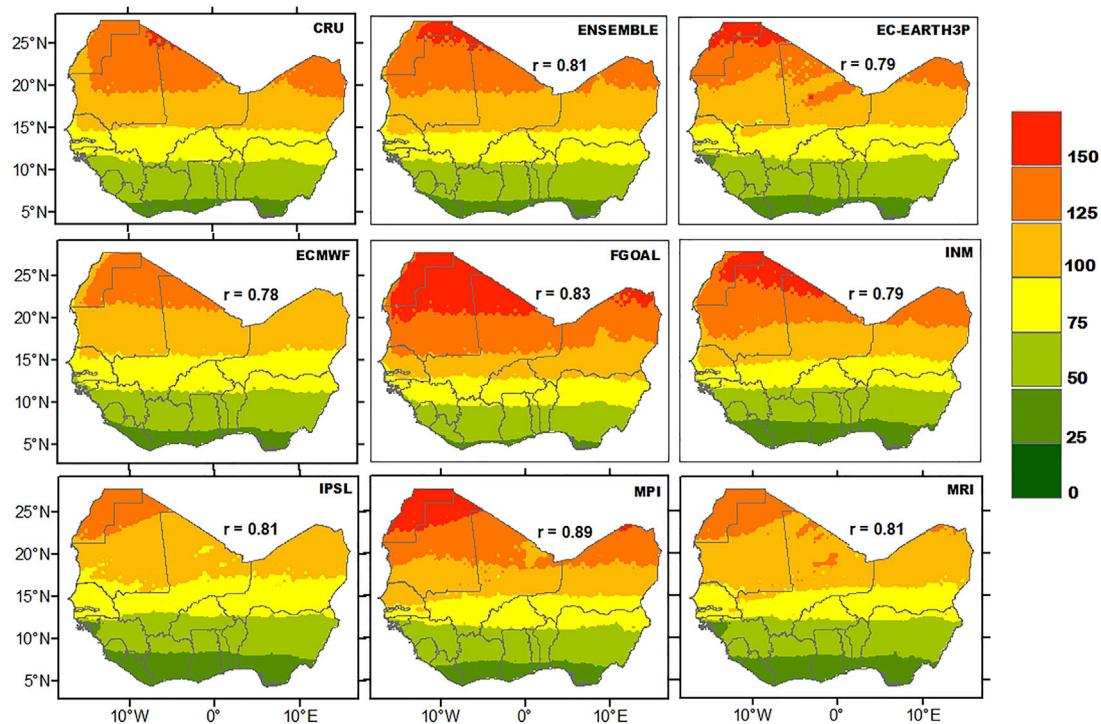 CRU
ENSEMBLE
EC-EARTH3P
25°N
20°N
15°N
10°N
5°N
r = 0.81
r = 0.79
150
125
100
75
50
25
0
ECMWF
FGOAL
INM
25°N
20°N
15°N
10°N
5°N
r = 0.78
r = 0.83
r = 0.79
IPSL
MPI
MRI
25°N
20°N
15°N
10°N
5°N
r = 0.81
r = 0.89
r = 0.81
10°W 0° 10°E
10°W 0° 10°E
10°W 0° 10°E